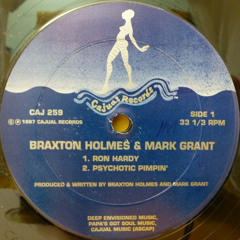 Cajual Records
CAJ 259
℗ © 1997 CAJUAL RECORDS
SIDE 1
33 1/3 RPM
BRAXTON HOLMES & MARK GRANT
1. RON HARDY
2. PSYCHOTIC PIMPIN'
PRODUCED & WRITTEN BY BRAXTON HOLMES AND MARK GRANT
DEEP ENVISIONED MUSIC,
PAPA'S GOT SOUL MUSIC,
CAJUAL MUSIC (ASCAP)